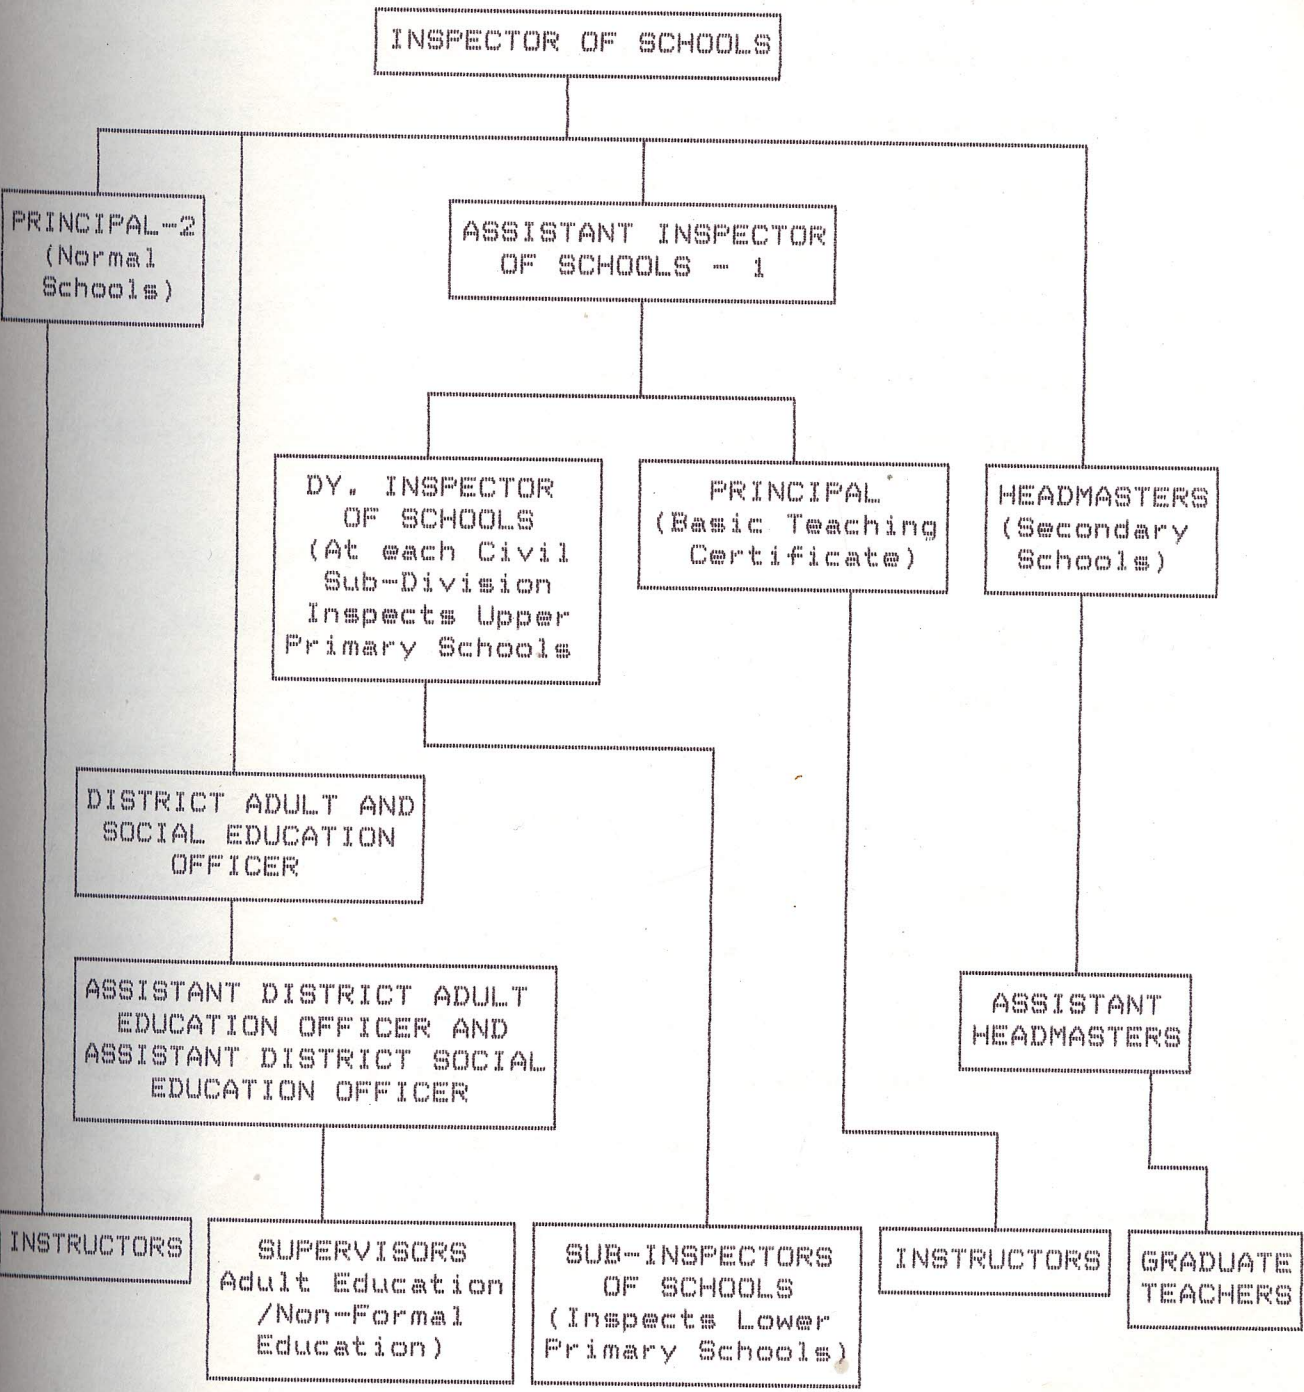 INSPECTOR OF SCHOOLS
PRINCIPAL-2
(Normal
Schools)
ASSISTANT INSPECTOR
OF SCHOOLS - 1
DY. INSPECTOR
OF SCHOOLS
(At each Civil
Sub-Division
Inspects Upper
Primary Schools
PRINCIPAL
(Basic Teaching
Certificate)
HEADMASTERS
(Secondary
Schools)
DISTRICT ADULT AND
SOCIAL EDUCATION
OFFICER
ASSISTANT DISTRICT ADULT
EDUCATION OFFICER AND
ASSISTANT DISTRICT SOCIAL
EDUCATION OFFICER
ASSISTANT
HEADMASTERS
INSTRUCTORS
SUPERVISORS
Adult Education
/Non-Formal
Education)
SUB-INSPECTORS
OF SCHOOLS
(Inspects Lower
Primary Schools)
INSTRUCTORS
GRADUATE
TEACHERS